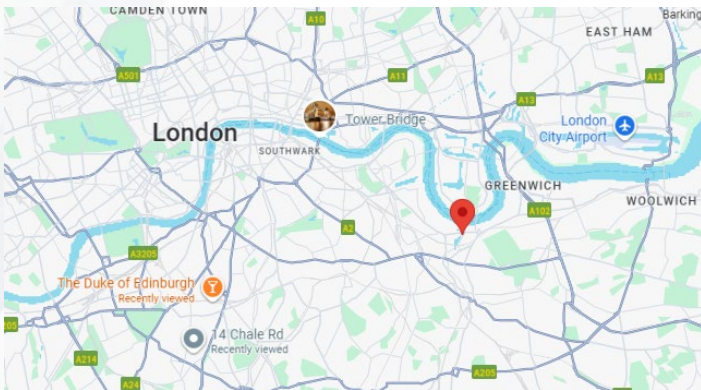 CAMDEN TOWN
A10
Barking
EAST HAM
A501
A11
A13
A13
London
Tower Bridge
London
City Airport
SOUTHWARK
GREENWICH
WOOLWICH
A102
A2
A3205
The Duke of Edinburgh
Recently viewed
14 Chale Rd
Recently viewed
205
A214
A24
A205